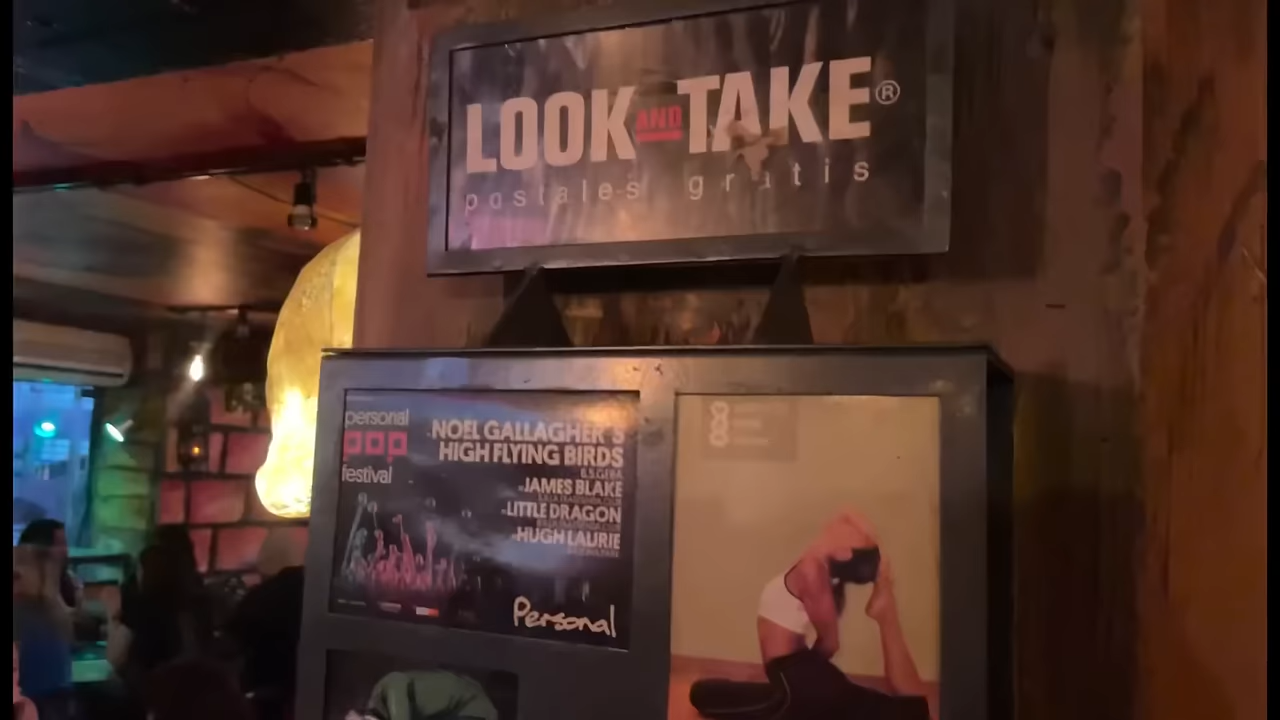 LOOK AND TAKE®
postales gratis
personal
pop
festival
NOEL GALLAGHER'S
HIGH FLYING BIRDS
JAMES BLAKE
LITTLE DRAGON
HUGH LAURIE
Personal